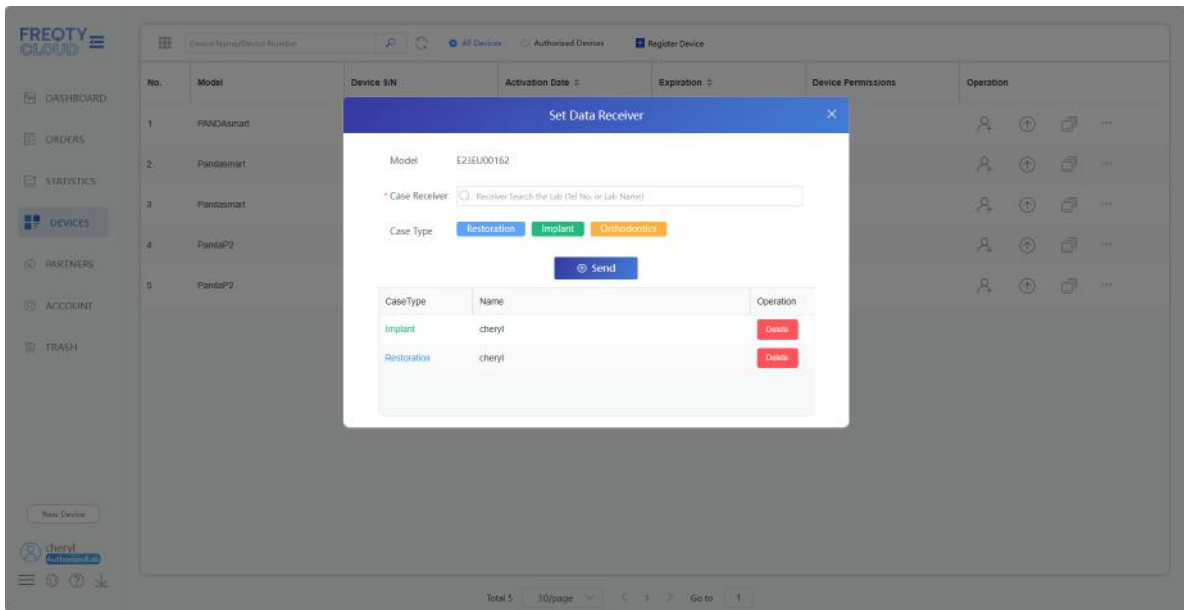 FREQTY
CLOUD
DASHBOARD
ORDERS
STATISTICS
DEVICES
PARTNERS
ACCOUNT
TRASH
New Device
cheryl
AuthorisedLab
Device Name/Device Number
All Devices
Authorised Devices
Register Device
No. Model Device S/N Activation Date Expiration Device Permissions Operation
1 PANDAsmart
2 Pandasmart
3 Pandasmart
4 PandaP2
5 PandaP2
Set Data Receiver
Model E23EU00162
* Case Receiver Receiver Search the Lab (Tel No. or Lab Name)
Case Type Restoration Implant Orthodontics
Send
CaseType Name Operation
Implant cheryl Delete
Restoration cheryl Delete
Total 5 10/page 1 Go to 1